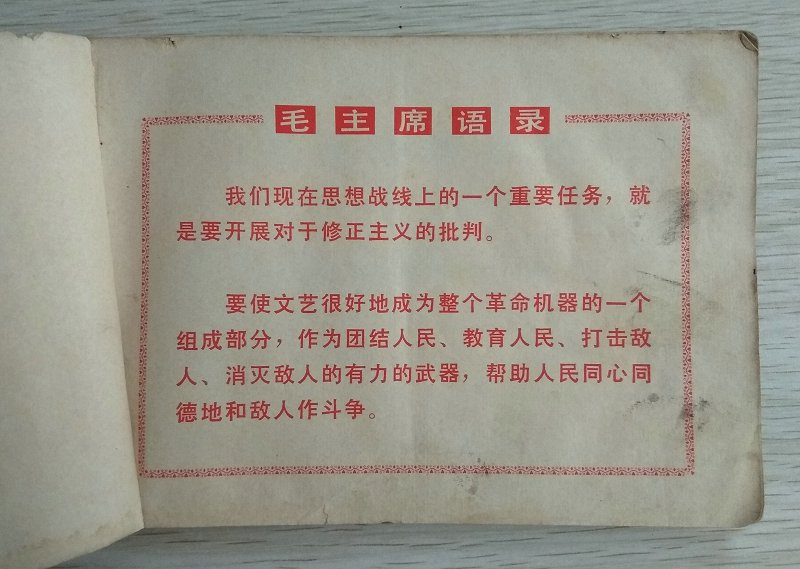 毛主席语录
我们现在思想战线上的一个重要任务，就
是要开展对于修正主义的批判。
要使文艺很好地成为整个革命机器的一个
组成部分，作为团结人民、教育人民、打击敌
人、消灭敌人的有力的武器，帮助人民同心同
德地和敌人作斗争。